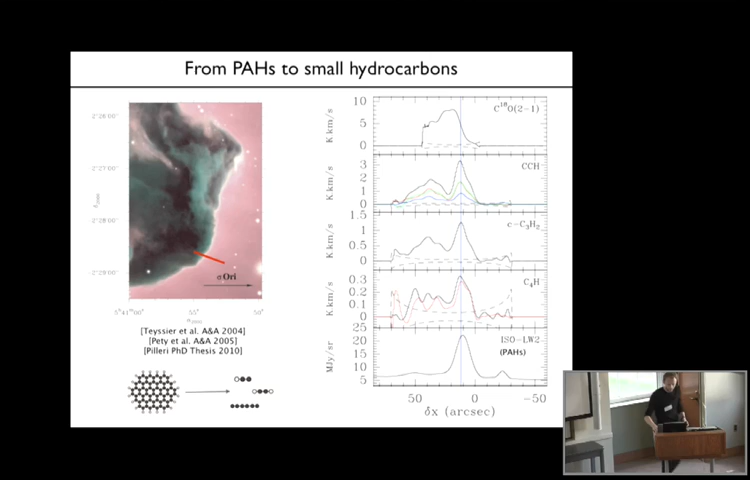 From PAHs to small hydrocarbons
2°26'00"
2°27'00"
2°28'00"
2°29'00"
σ Ori
5ʰ41ᵐ00ˢ
55ˢ
50ˢ
[Teyssier et al. A&A 2004]
[Pety et al. A&A 2005]
[Pilleri PhD Thesis 2010]
K km/s
10
5
0
C¹⁸O(2-1)
K km/s
3
2
1
0
CCH
K km/s
1.5
1
0.5
0
c-C₃H₂
K km/s
0.3
0.2
0.1
0
C₄H
MJy/sr
25
20
15
10
5
ISO-LW2
(PAHs)
50
0
-50
δx (arcsec)